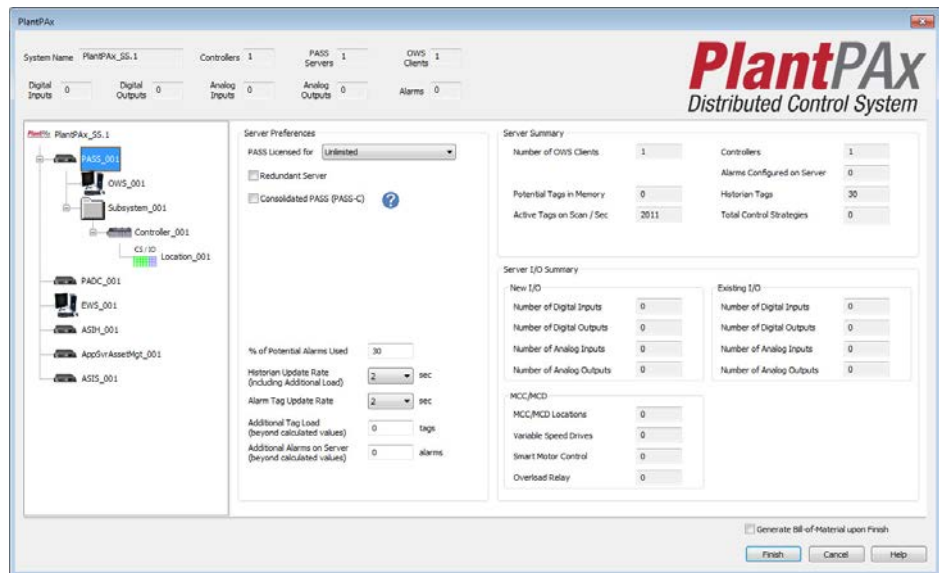 PlantPAx
System Name PlantPAx_SS.1 Controllers 1 PASS Servers 1 OWS Clients 1
Digital Inputs 0 Digital Outputs 0 Analog Inputs 0 Analog Outputs 0 Alarms 0
PlantPAx
Distributed Control System
PlantPAx PlantPAx_SS.1
PASS_001
OWS_001
Subsystem_001
Controller_001
CS/IO
Location_001
PADC_001
EWS_001
ASIH_001
AppSvrAssetMgt_001
ASIS_001
Server Preferences
PASS Licensed for Unlimited
Redundant Server
Consolidated PASS (PASS-C) ?
% of Potential Alarms Used 30
Historian Update Rate
(including Additional Load) 2 sec
Alarm Tag Update Rate 2 sec
Additional Tag Load
(beyond calculated values) 0 tags
Additional Alarms on Server
(beyond calculated values) 0 alarms
Server Summary
Number of OWS Clients 1 Controllers 1
Alarms Configured on Server 0
Potential Tags in Memory 0 Historian Tags 30
Active Tags on Scan / Sec 2011 Total Control Strategies 0
Server I/O Summary
New I/O
Number of Digital Inputs 0
Number of Digital Outputs 0
Number of Analog Inputs 0
Number of Analog Outputs 0
Existing I/O
Number of Digital Inputs 0
Number of Digital Outputs 0
Number of Analog Inputs 0
Number of Analog Outputs 0
MCC/MCD
MCC/MCD Locations 0
Variable Speed Drives 0
Smart Motor Control 0
Overload Relay 0
Generate Bill-of-Material upon Finish
Finish Cancel Help